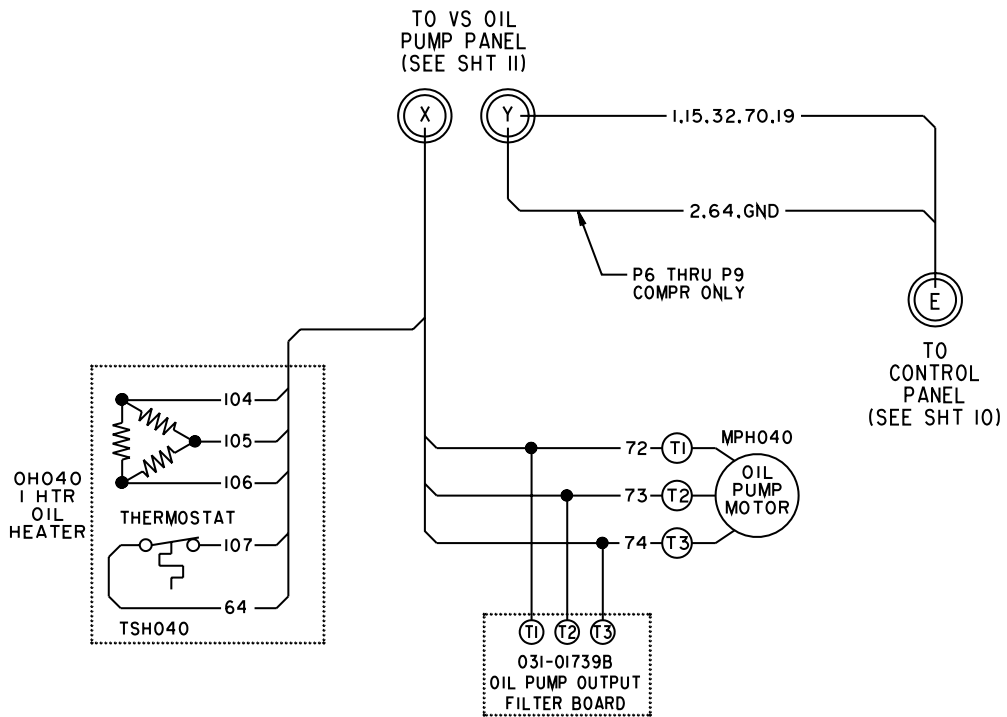 TO VS OIL
PUMP PANEL
(SEE SHT 11)
X
Y
1,15,32,70,19
2,64,GND
P6 THRU P9
COMPR ONLY
E
TO
CONTROL
PANEL
(SEE SHT 10)
104
105
106
OH040
1 HTR
OIL
HEATER
THERMOSTAT
107
64
TSH040
MPH040
72
T1
73
T2
74
T3
OIL
PUMP
MOTOR
T1 T2 T3
031-01739B
OIL PUMP OUTPUT
FILTER BOARD